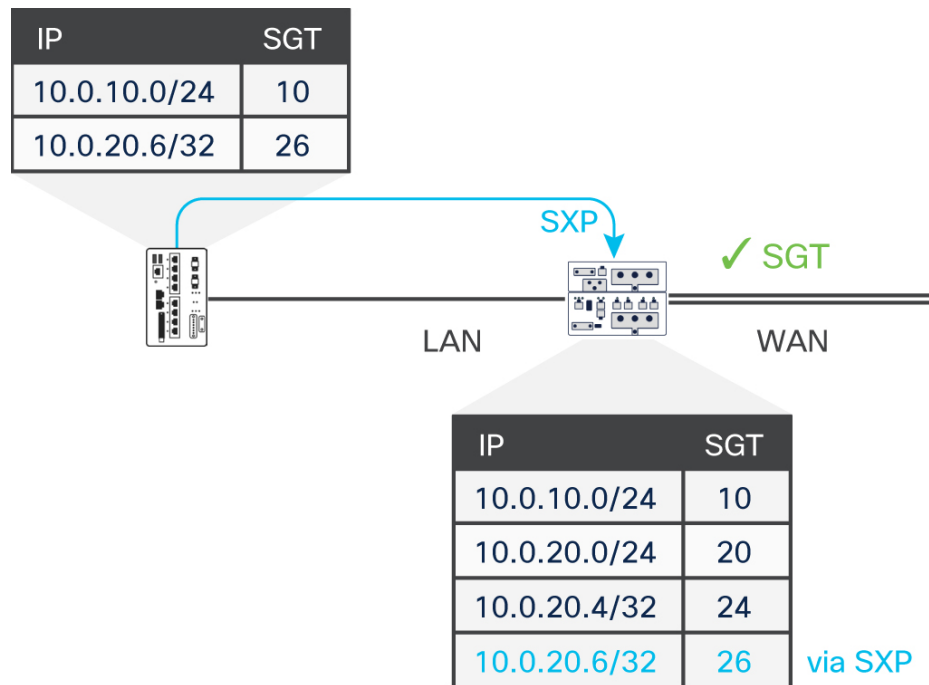 IP SGT
10.0.10.0/24 10
10.0.20.6/32 26
SXP
✓ SGT
LAN
WAN
IP SGT
10.0.10.0/24 10
10.0.20.0/24 20
10.0.20.4/32 24
10.0.20.6/32 26 via SXP